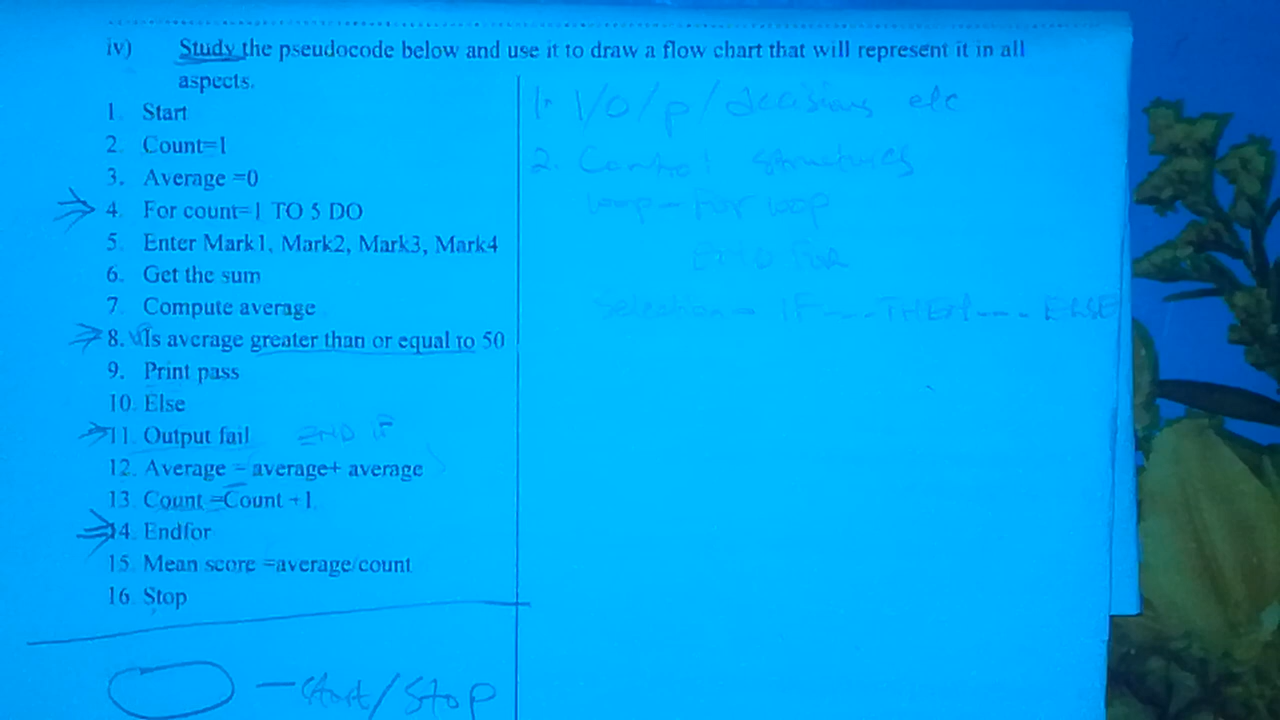 iv) Study the pseudocode below and use it to draw a flow chart that will represent it in all
aspects.
1. Start
2. Count=1
3. Average =0
4. For count=1 TO 5 DO
5. Enter Mark1, Mark2, Mark3, Mark4
6. Get the sum
7. Compute average
8. Is average greater than or equal to 50
9. Print pass
10. Else
11. Output fail END IF
12. Average = average+ average
13. Count =Count +1
14. Endfor
15. Mean score =average/count
16. Stop
— Start/Stop
1. I/O/p/decisions etc
2. Control structures
loop - For loop
END FOR
Selection - IF --- THEN --- ELSE